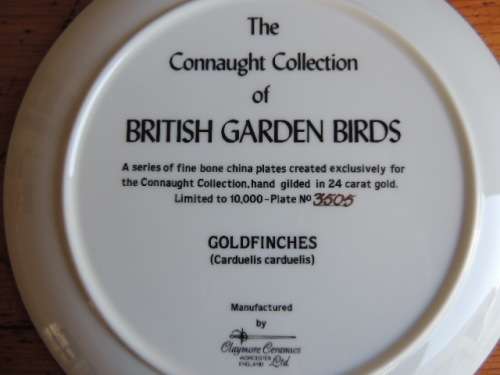 The
Connaught Collection
of
BRITISH GARDEN BIRDS
A series of fine bone china plates created exclusively for
the Connaught Collection, hand gilded in 24 carat gold.
Limited to 10,000 - Plate No 3505
GOLDFINCHES
(Carduelis carduelis)
Manufactured
by
Claymore Ceramics
WORCESTER
ENGLAND Ltd